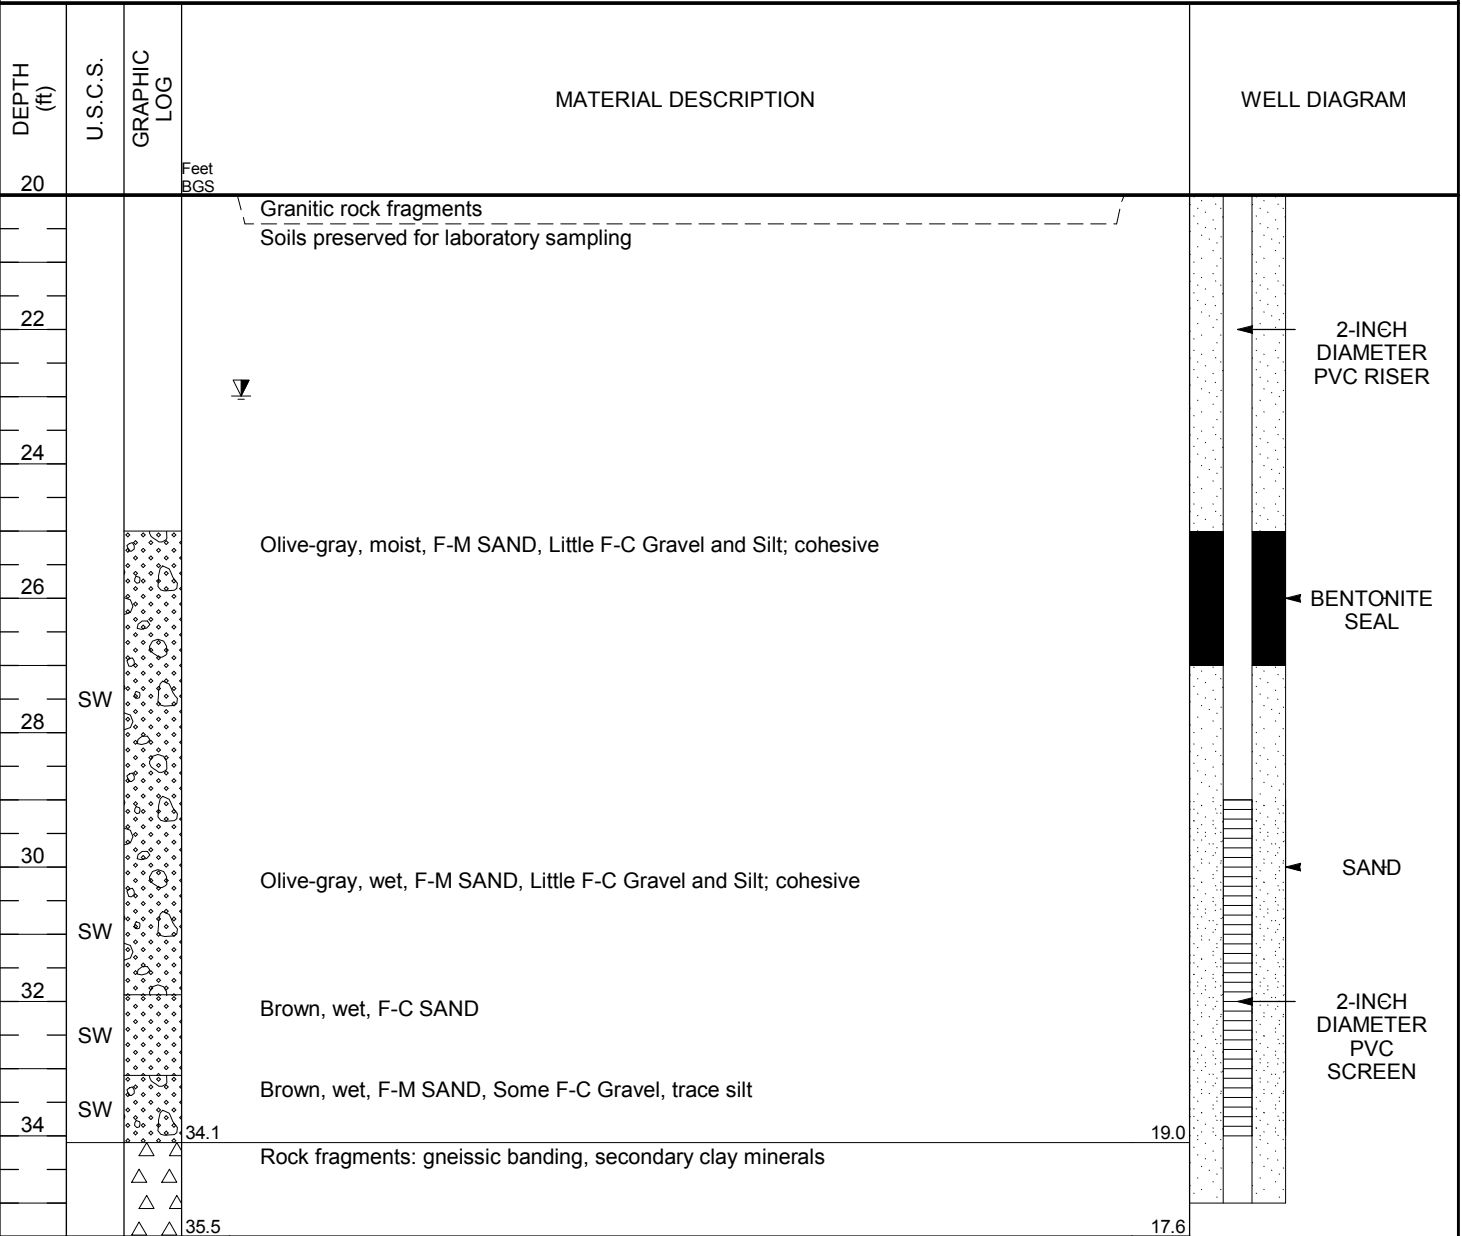 DEPTH
(ft)
U.S.C.S.
GRAPHIC
LOG
MATERIAL DESCRIPTION
WELL DIAGRAM
20
Feet
BGS
Granitic rock fragments
Soils preserved for laboratory sampling
22
2-INCH
DIAMETER
PVC RISER
24
Olive-gray, moist, F-M SAND, Little F-C Gravel and Silt; cohesive
26
BENTONITE
SEAL
SW
28
30
SAND
Olive-gray, wet, F-M SAND, Little F-C Gravel and Silt; cohesive
SW
32
Brown, wet, F-C SAND
2-INCH
DIAMETER
PVC
SCREEN
SW
Brown, wet, F-M SAND, Some F-C Gravel, trace silt
SW
34
34.1
19.0
Rock fragments: gneissic banding, secondary clay minerals
35.5
17.6